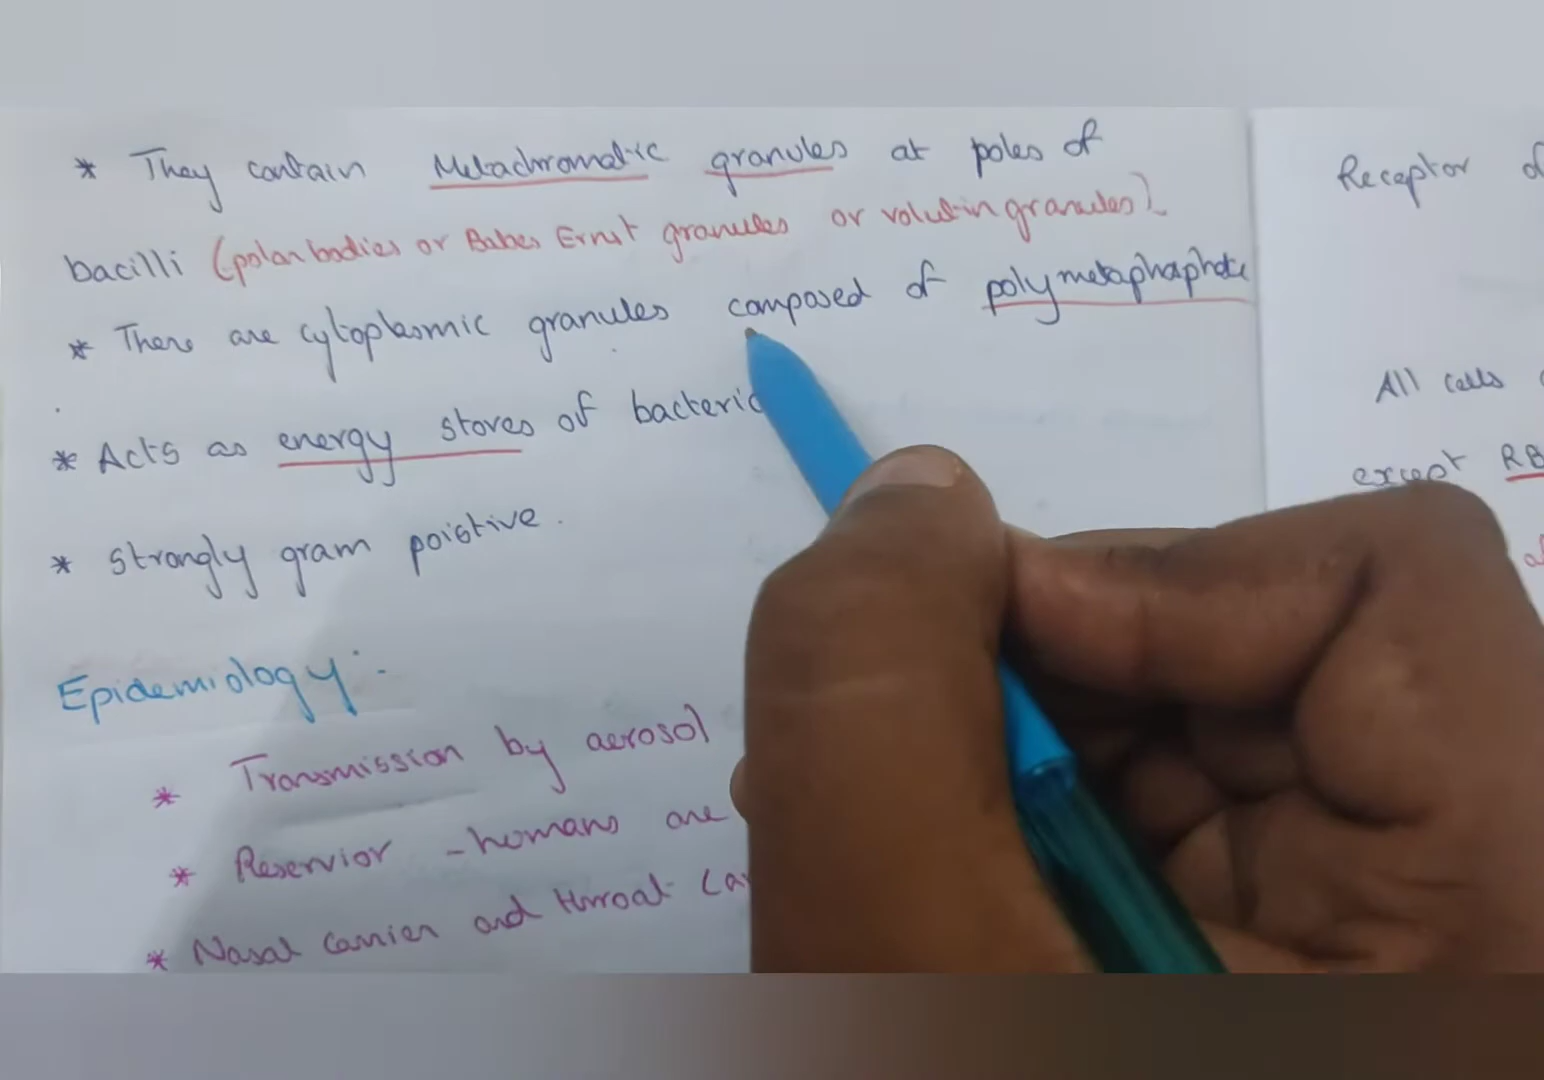 * They contain Metachromatic granules at poles of
bacilli (polar bodies or Babes Ernst granules or volutin granules)
* There are cytoplasmic granules composed of polymetaphaphate
* Acts as energy stores of bacteria
* Strongly gram poistive.
Epidemiology:-
* Transmission by aerosol
* Reservior - humans are
* Nasal carrier and throat
Receptor
All cells
except RB